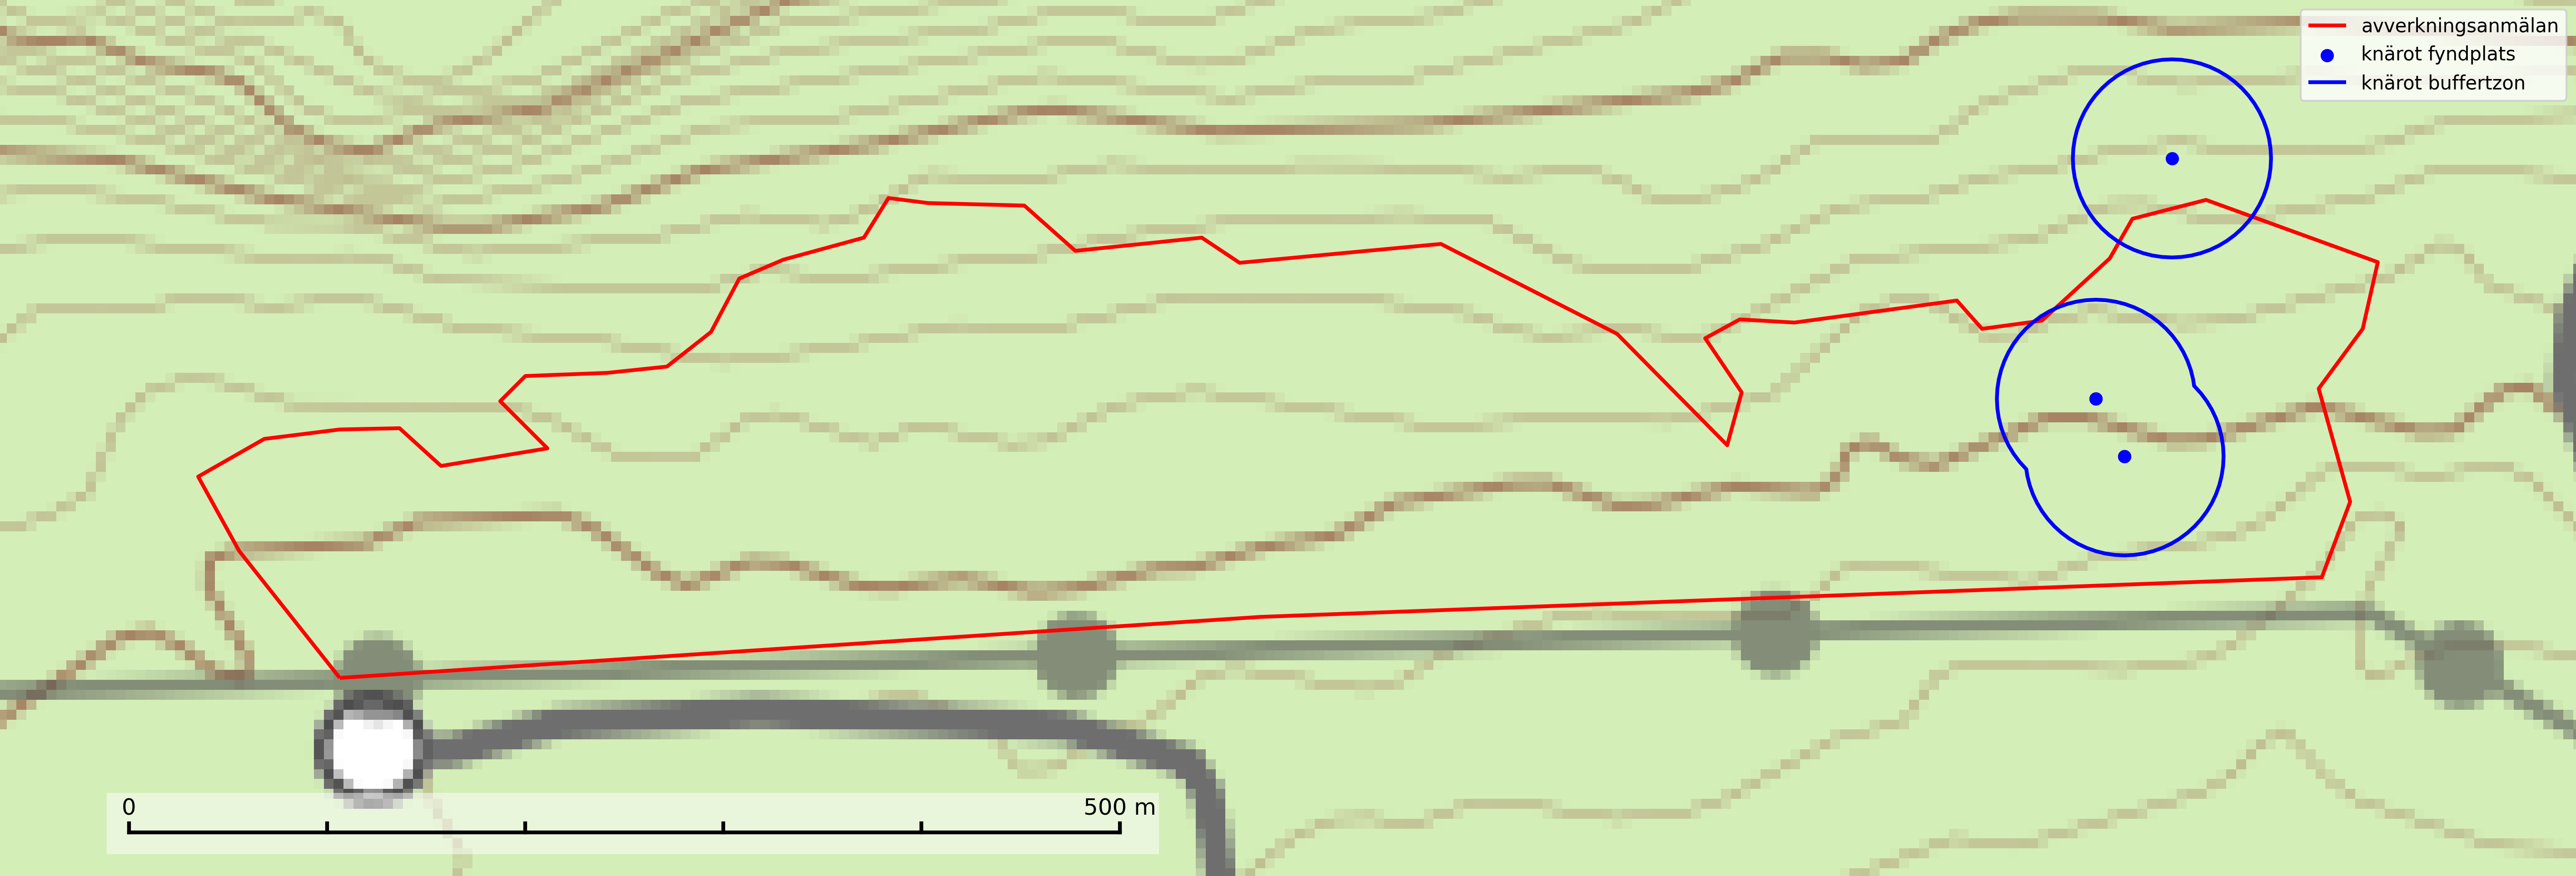 avverkningsanmälan
knärot fyndplats
knärot buffertzon
0 500 m